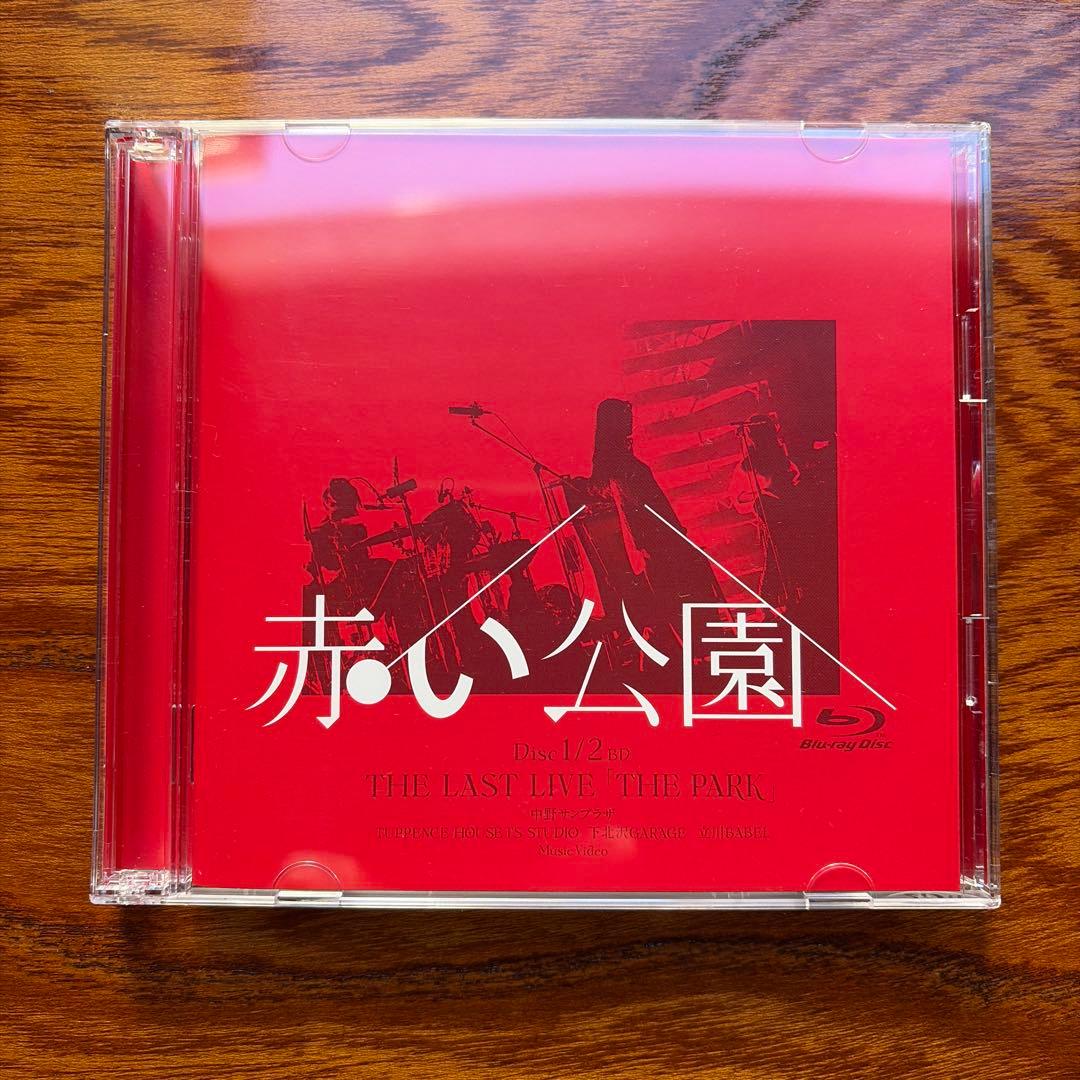 赤い公園
Blu-ray Disc
Disc 1/2 BD
THE LAST LIVE「THE PARK」
中野サンプラザ
TUPPENCE HOUSE I'S STUDIO 下北沢GARAGE 立川BABEL
Music Video